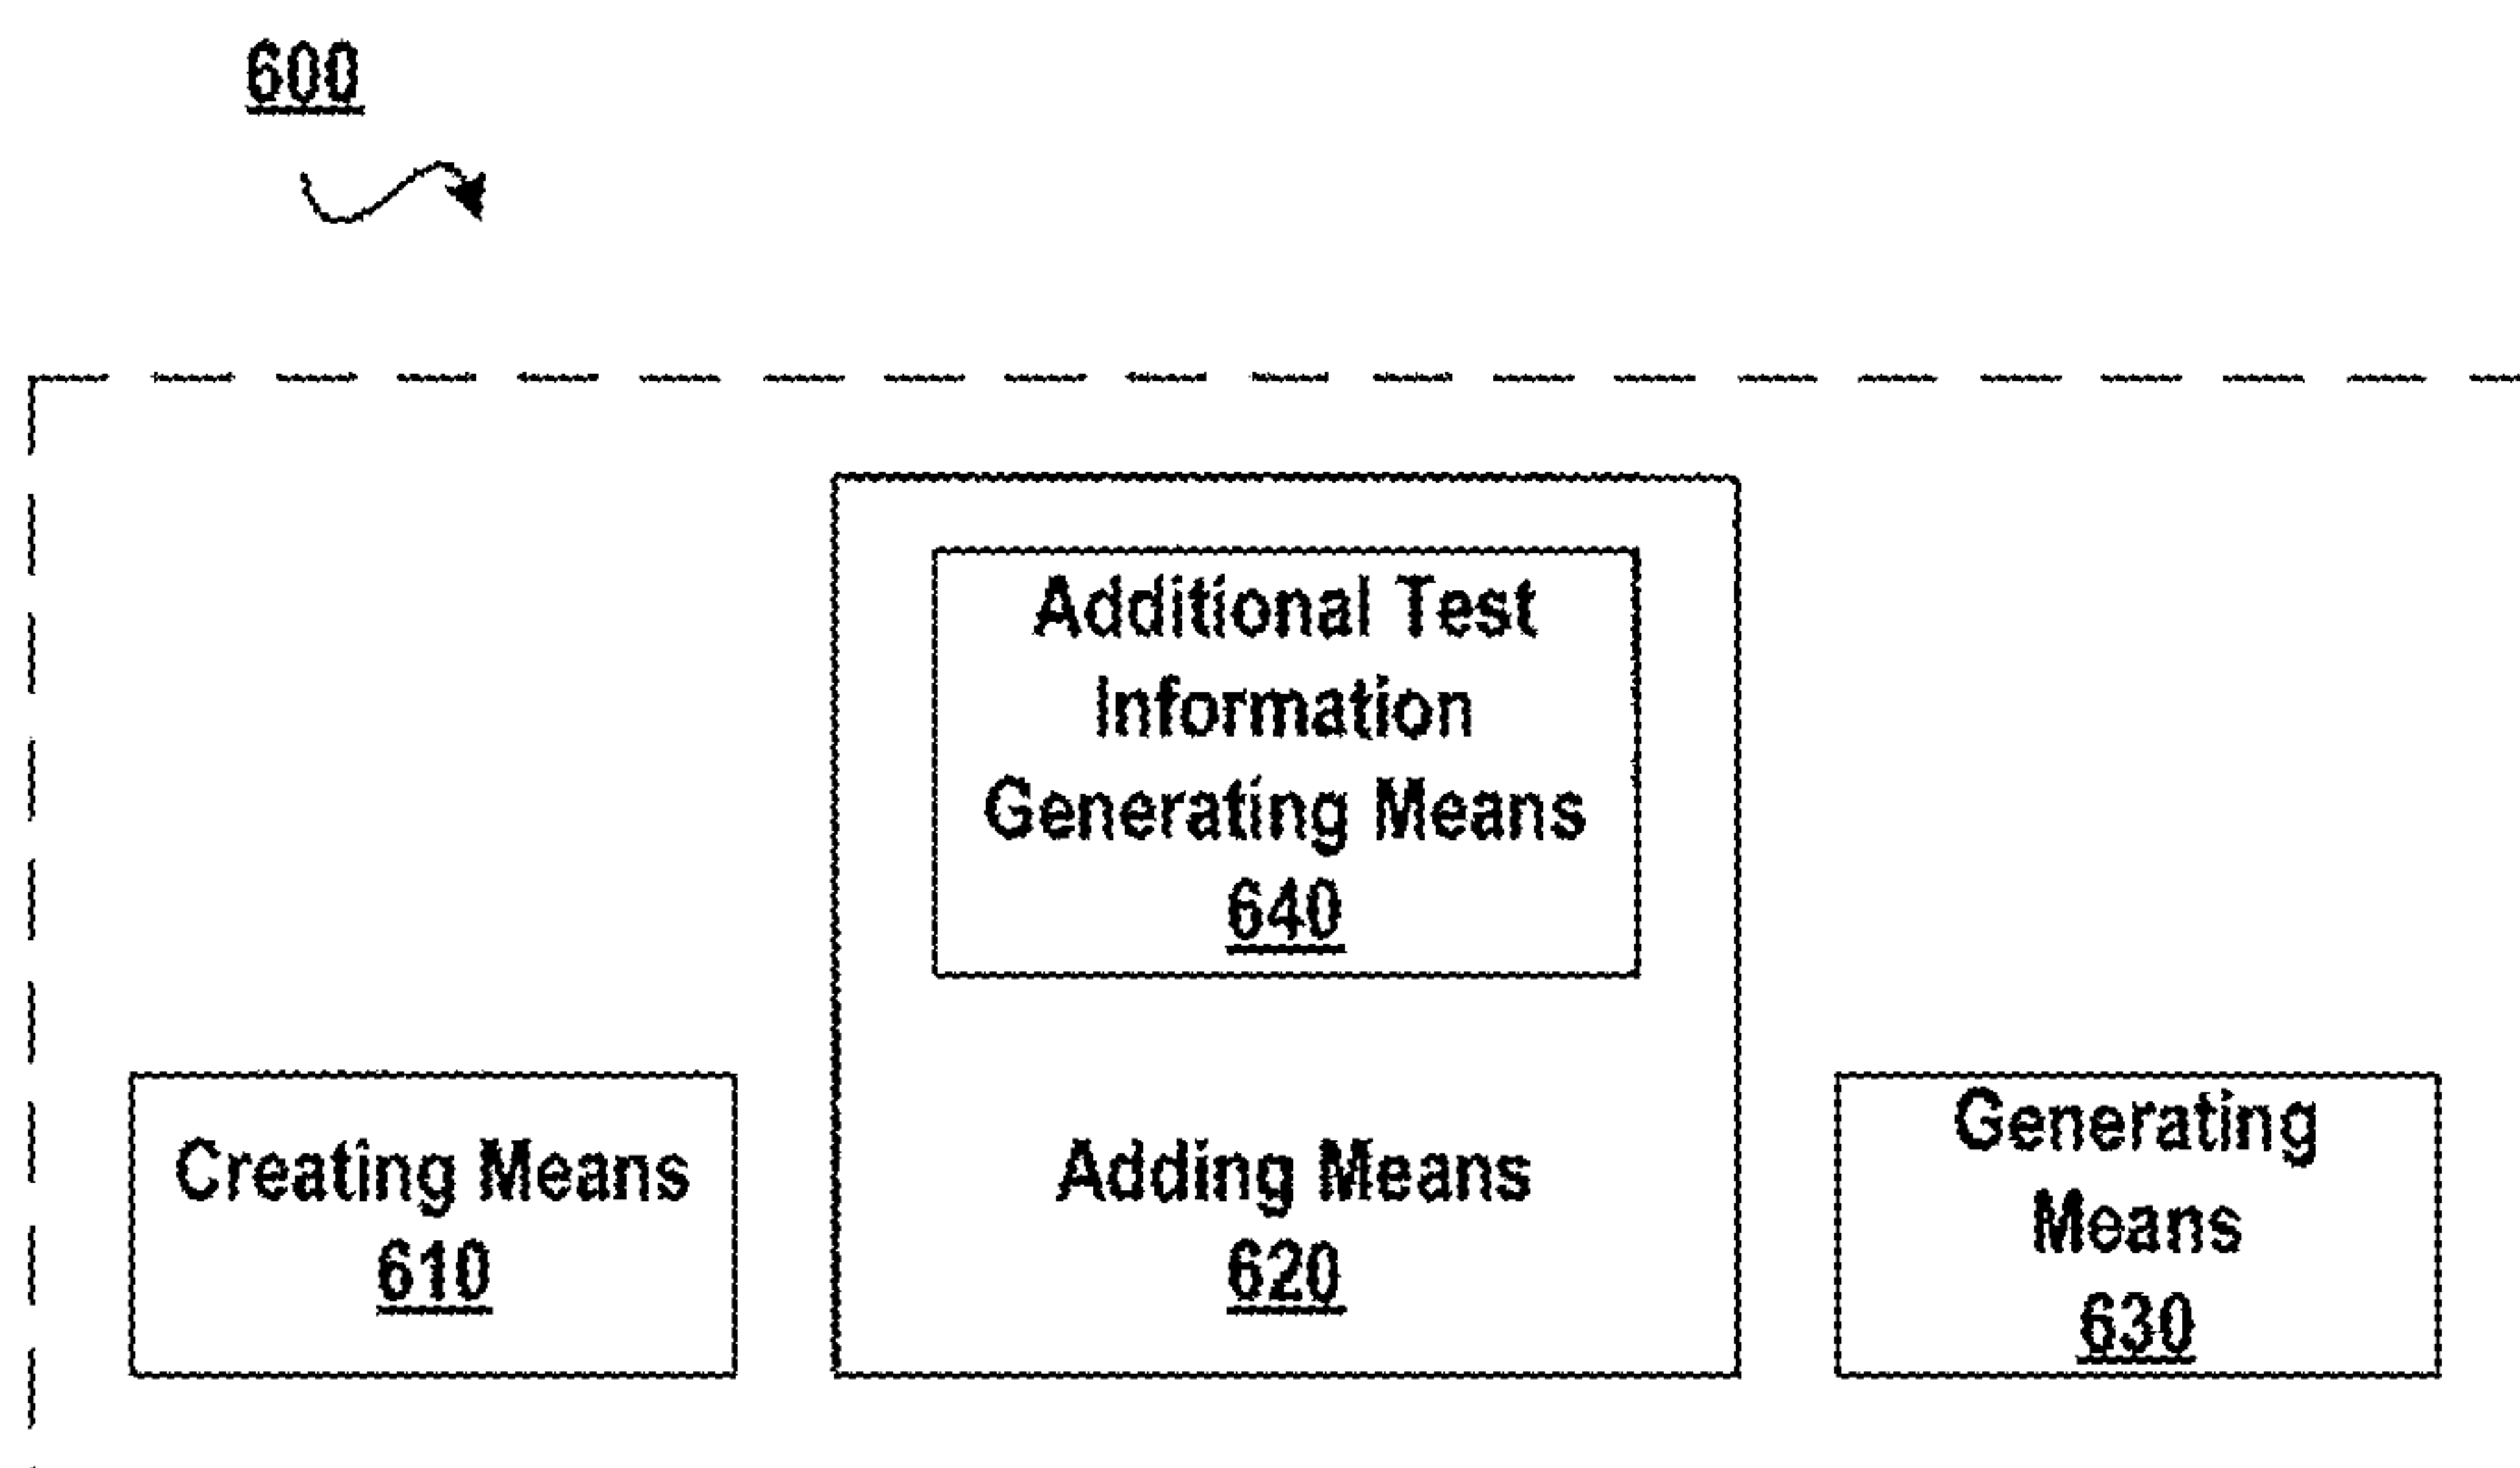 600
Additional Test
Information
Generating Means
640
Creating Means
610
Adding Means
620
Generating
Means
630